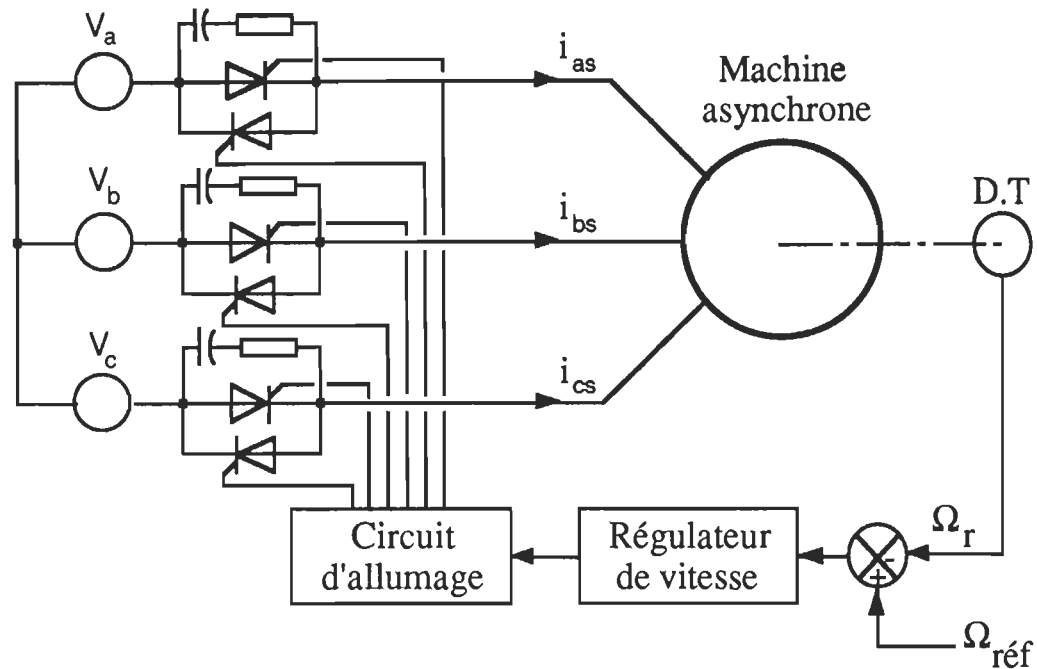 Va
ias
Machine
asynchrone
Vb
ibs
D.T
Vc
ics
Circuit
d'allumage
Régulateur
de vitesse
-
+
Ωr
Ωréf